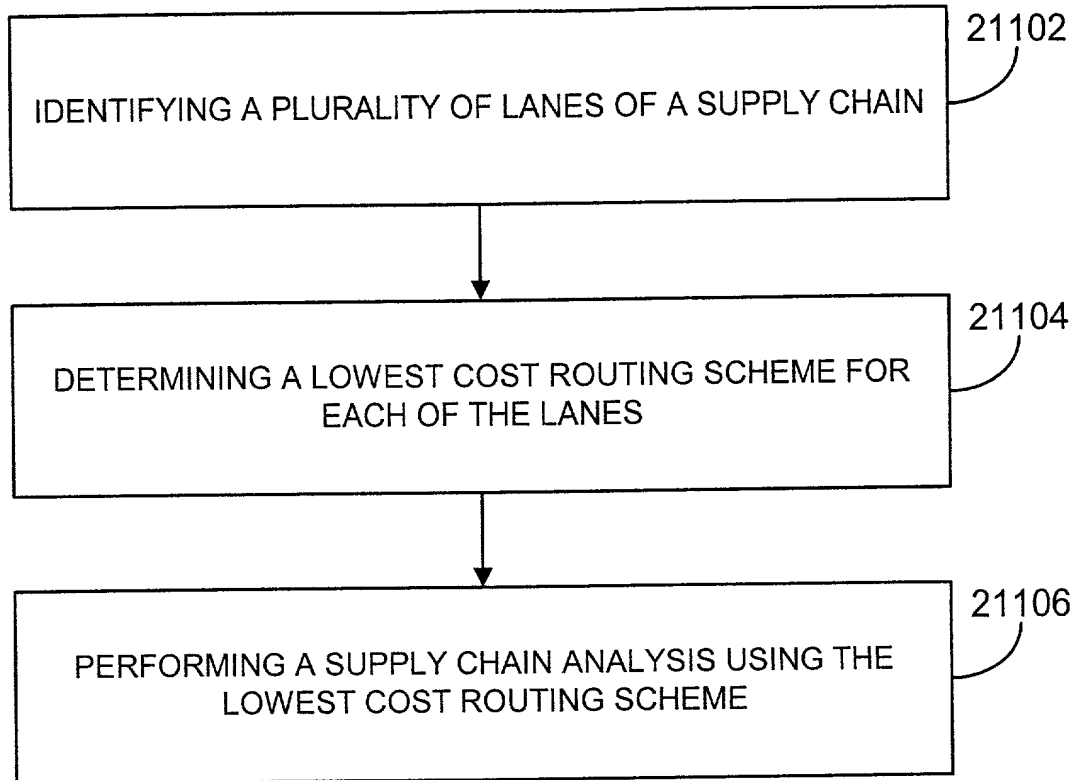 21102
IDENTIFYING A PLURALITY OF LANES OF A SUPPLY CHAIN
21104
DETERMINING A LOWEST COST ROUTING SCHEME FOR
EACH OF THE LANES
21106
PERFORMING A SUPPLY CHAIN ANALYSIS USING THE
LOWEST COST ROUTING SCHEME